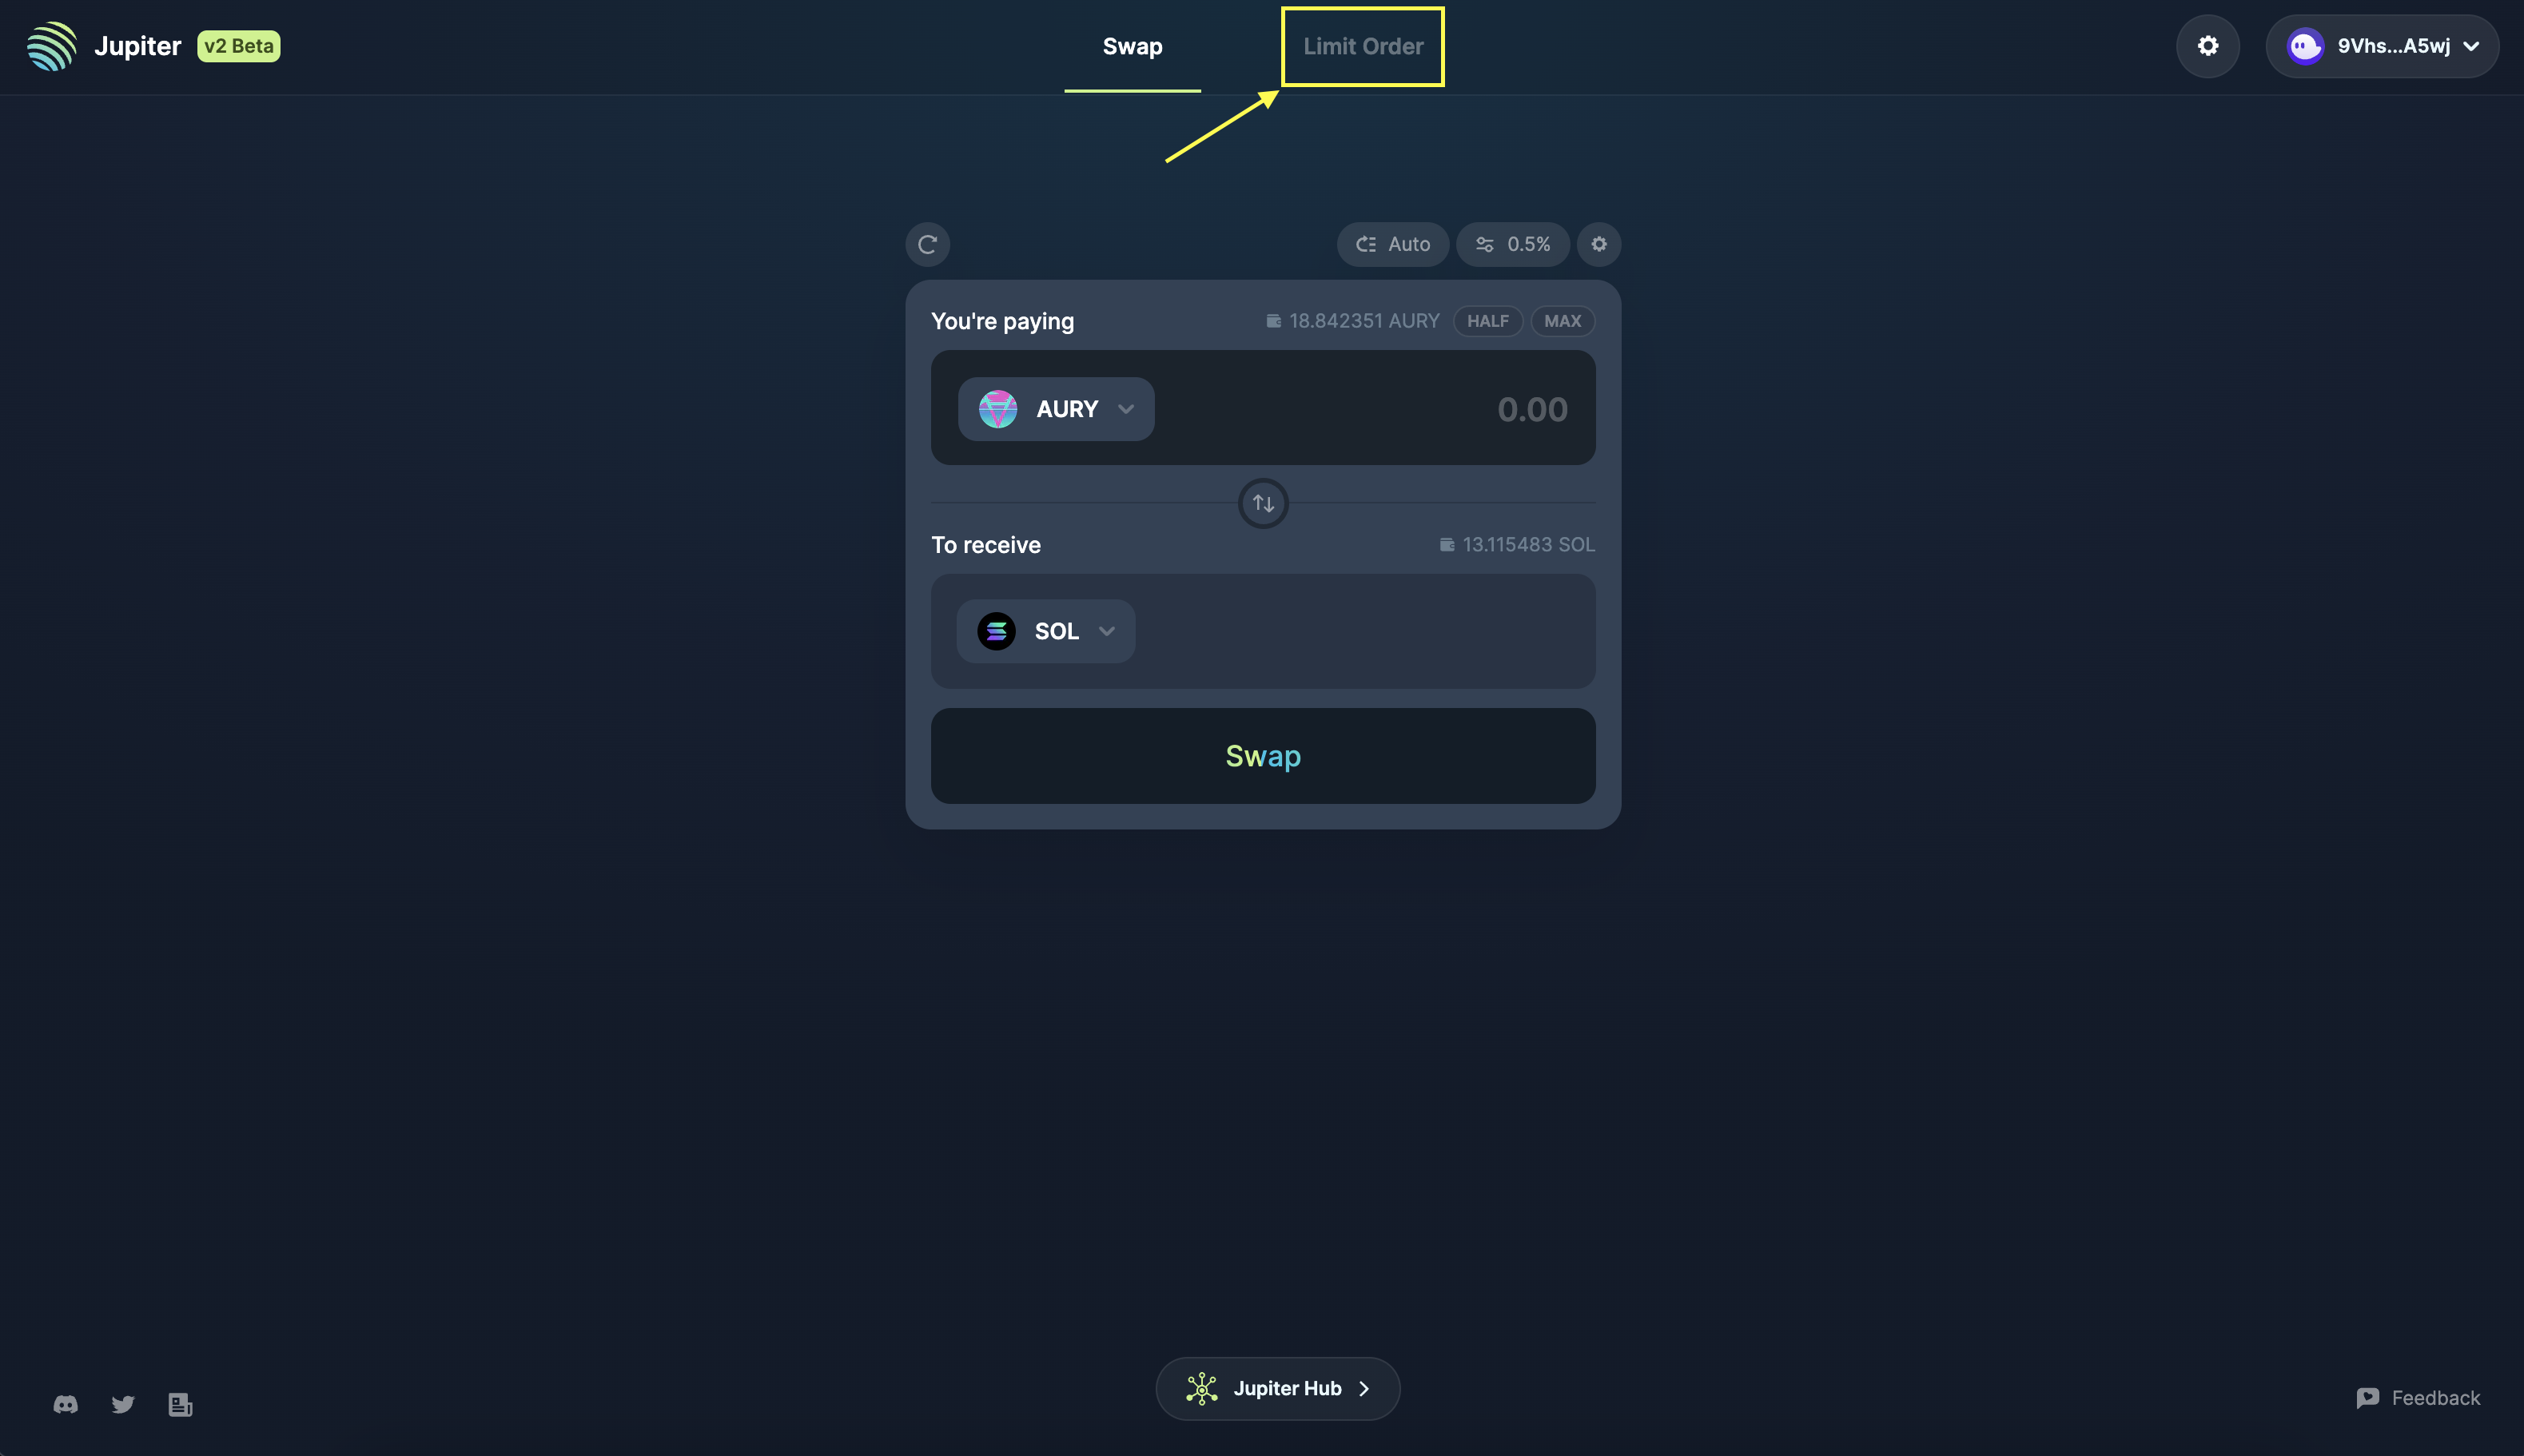 Jupiter v2 Beta
Swap
Limit Order
9Vhs...A5wj
Auto
0.5%
You're paying
18.842351 AURY
HALF
MAX
AURY
0.00
To receive
13.115483 SOL
SOL
Swap
Jupiter Hub
Feedback